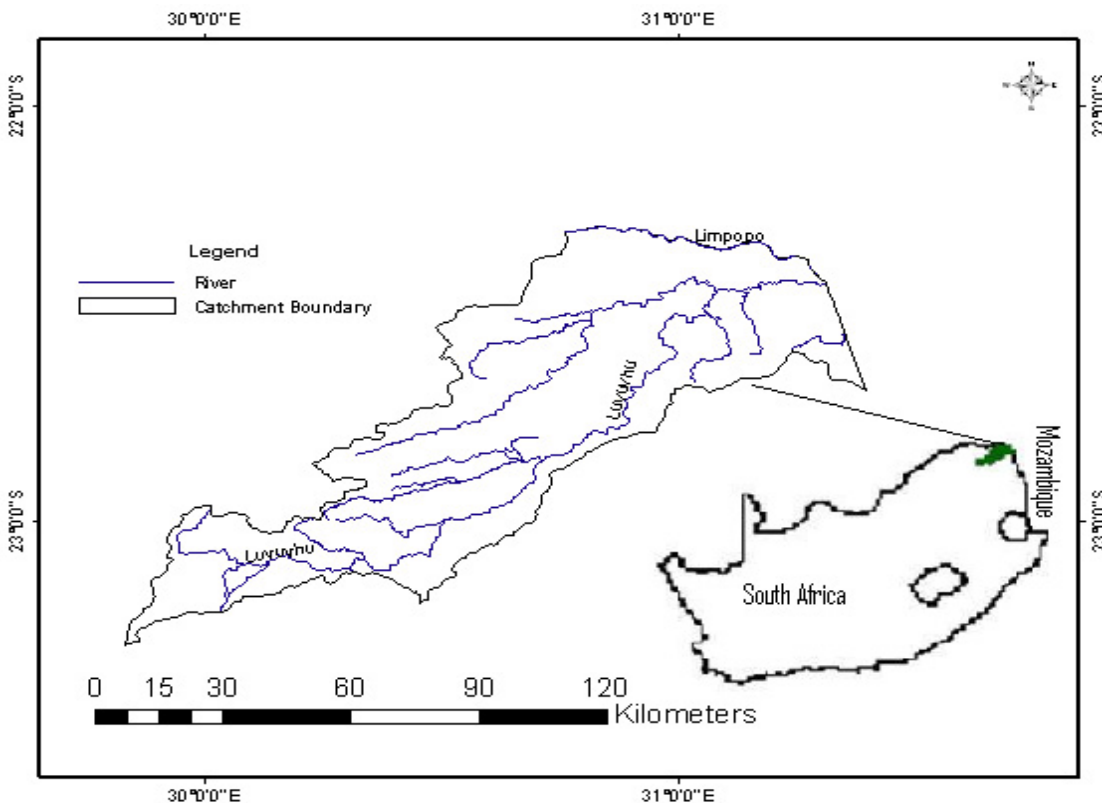 30°0'0"E
31°0'0"E
22°0'0"S
22°0'0"S
N
Limpopo
Legend
River
Catchment Boundary
Luvuvhu
Mozambique
23°0'0"S
23°0'0"S
Luvuvhu
South Africa
0 15 30 60 90 120
Kilometers
30°0'0"E
31°0'0"E